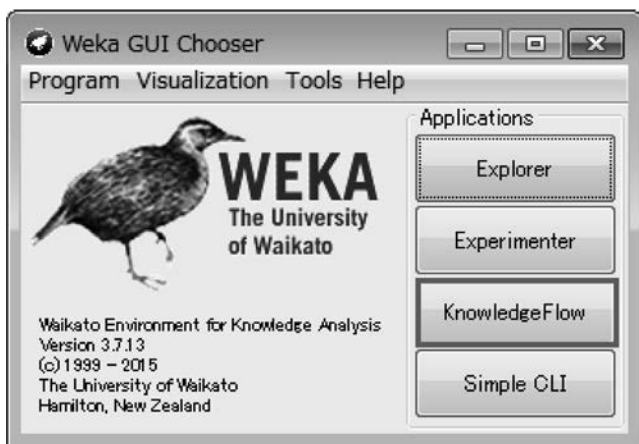 Weka GUI Chooser
Program Visualization Tools Help
WEKA
The University
of Waikato
Waikato Environment for Knowledge Analysis
Version 3.7.13
(c) 1999 - 2015
The University of Waikato
Hamilton, New Zealand
Applications
Explorer
Experimenter
KnowledgeFlow
Simple CLI